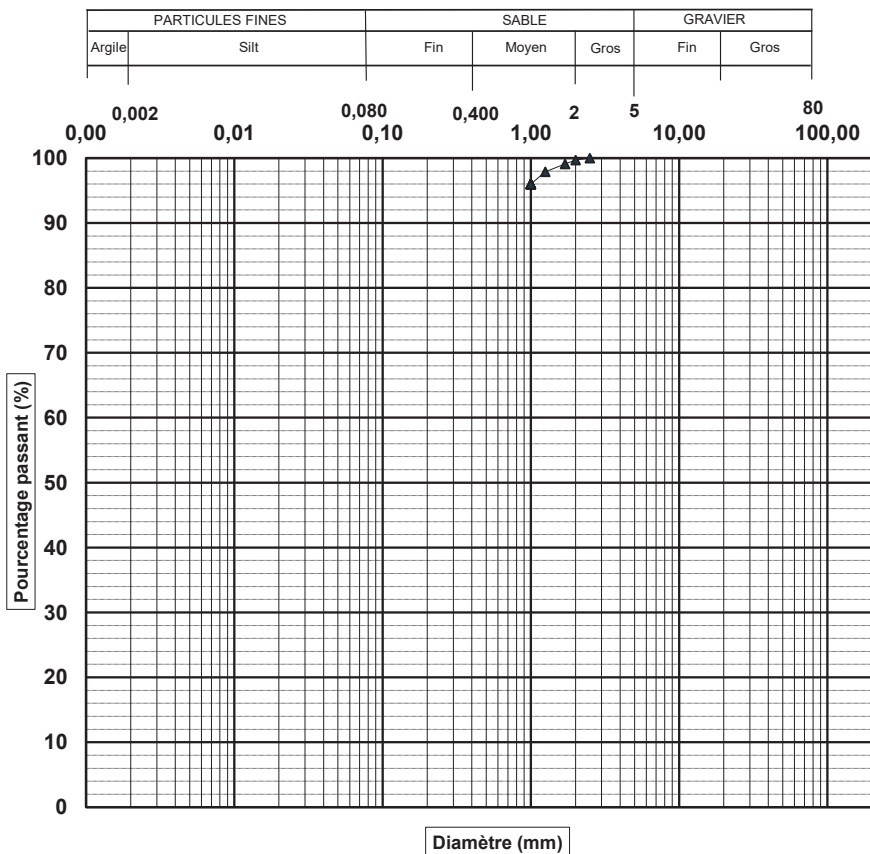 PARTICULES FINES SABLE GRAVIER
Argile Silt Fin Moyen Gros Fin Gros
0,002 0,080 0,400 2 5 80
0,00 0,01 0,10 1,00 10,00 100,00
100
90
80
70
60
50
40
30
20
10
0
Pourcentage passant (%)
Diamètre (mm)